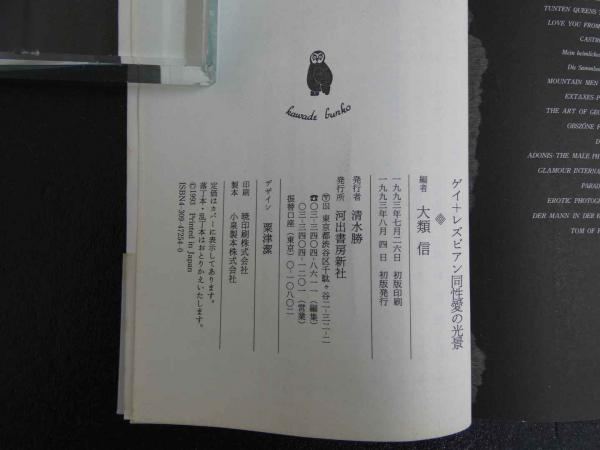 kawade bunko
ゲイ+レズビアン同性愛の光景
編者 大類 信
一九九三年七月二六日 初版印刷
一九九三年八月 四日 初版発行
発行者 清水勝
発行所 河出書房新社
〒151 東京都渋谷区千駄ヶ谷二-三二-二
☎〇三-三四〇四-八六一一(編集)
〇三-三四〇四-一二〇一(営業)
振替口座(東京)〇-一〇八〇二
デザイン 粟津潔
印刷 暁印刷株式会社
製本 小泉製本株式会社
定価はカバーに表示してあります。
落丁本・乱丁本はおとりかえいたします。
©1993 Printed in Japan
ISBN4-309-47254-0
TUNTEN QUEENS
LOVE YOU FROM
CASTRO
Mein heimlicher
Die Sammlun
MOUNTAIN MEN
EXTAXES-P
THE ART OF GEO
OBSZÖNE F
D
ADONIS·THE MALE PH
GLAMOUR INTERNA
PARAD
EROTIC PHOTOGR
DER MANN IN DER
TOM OF F